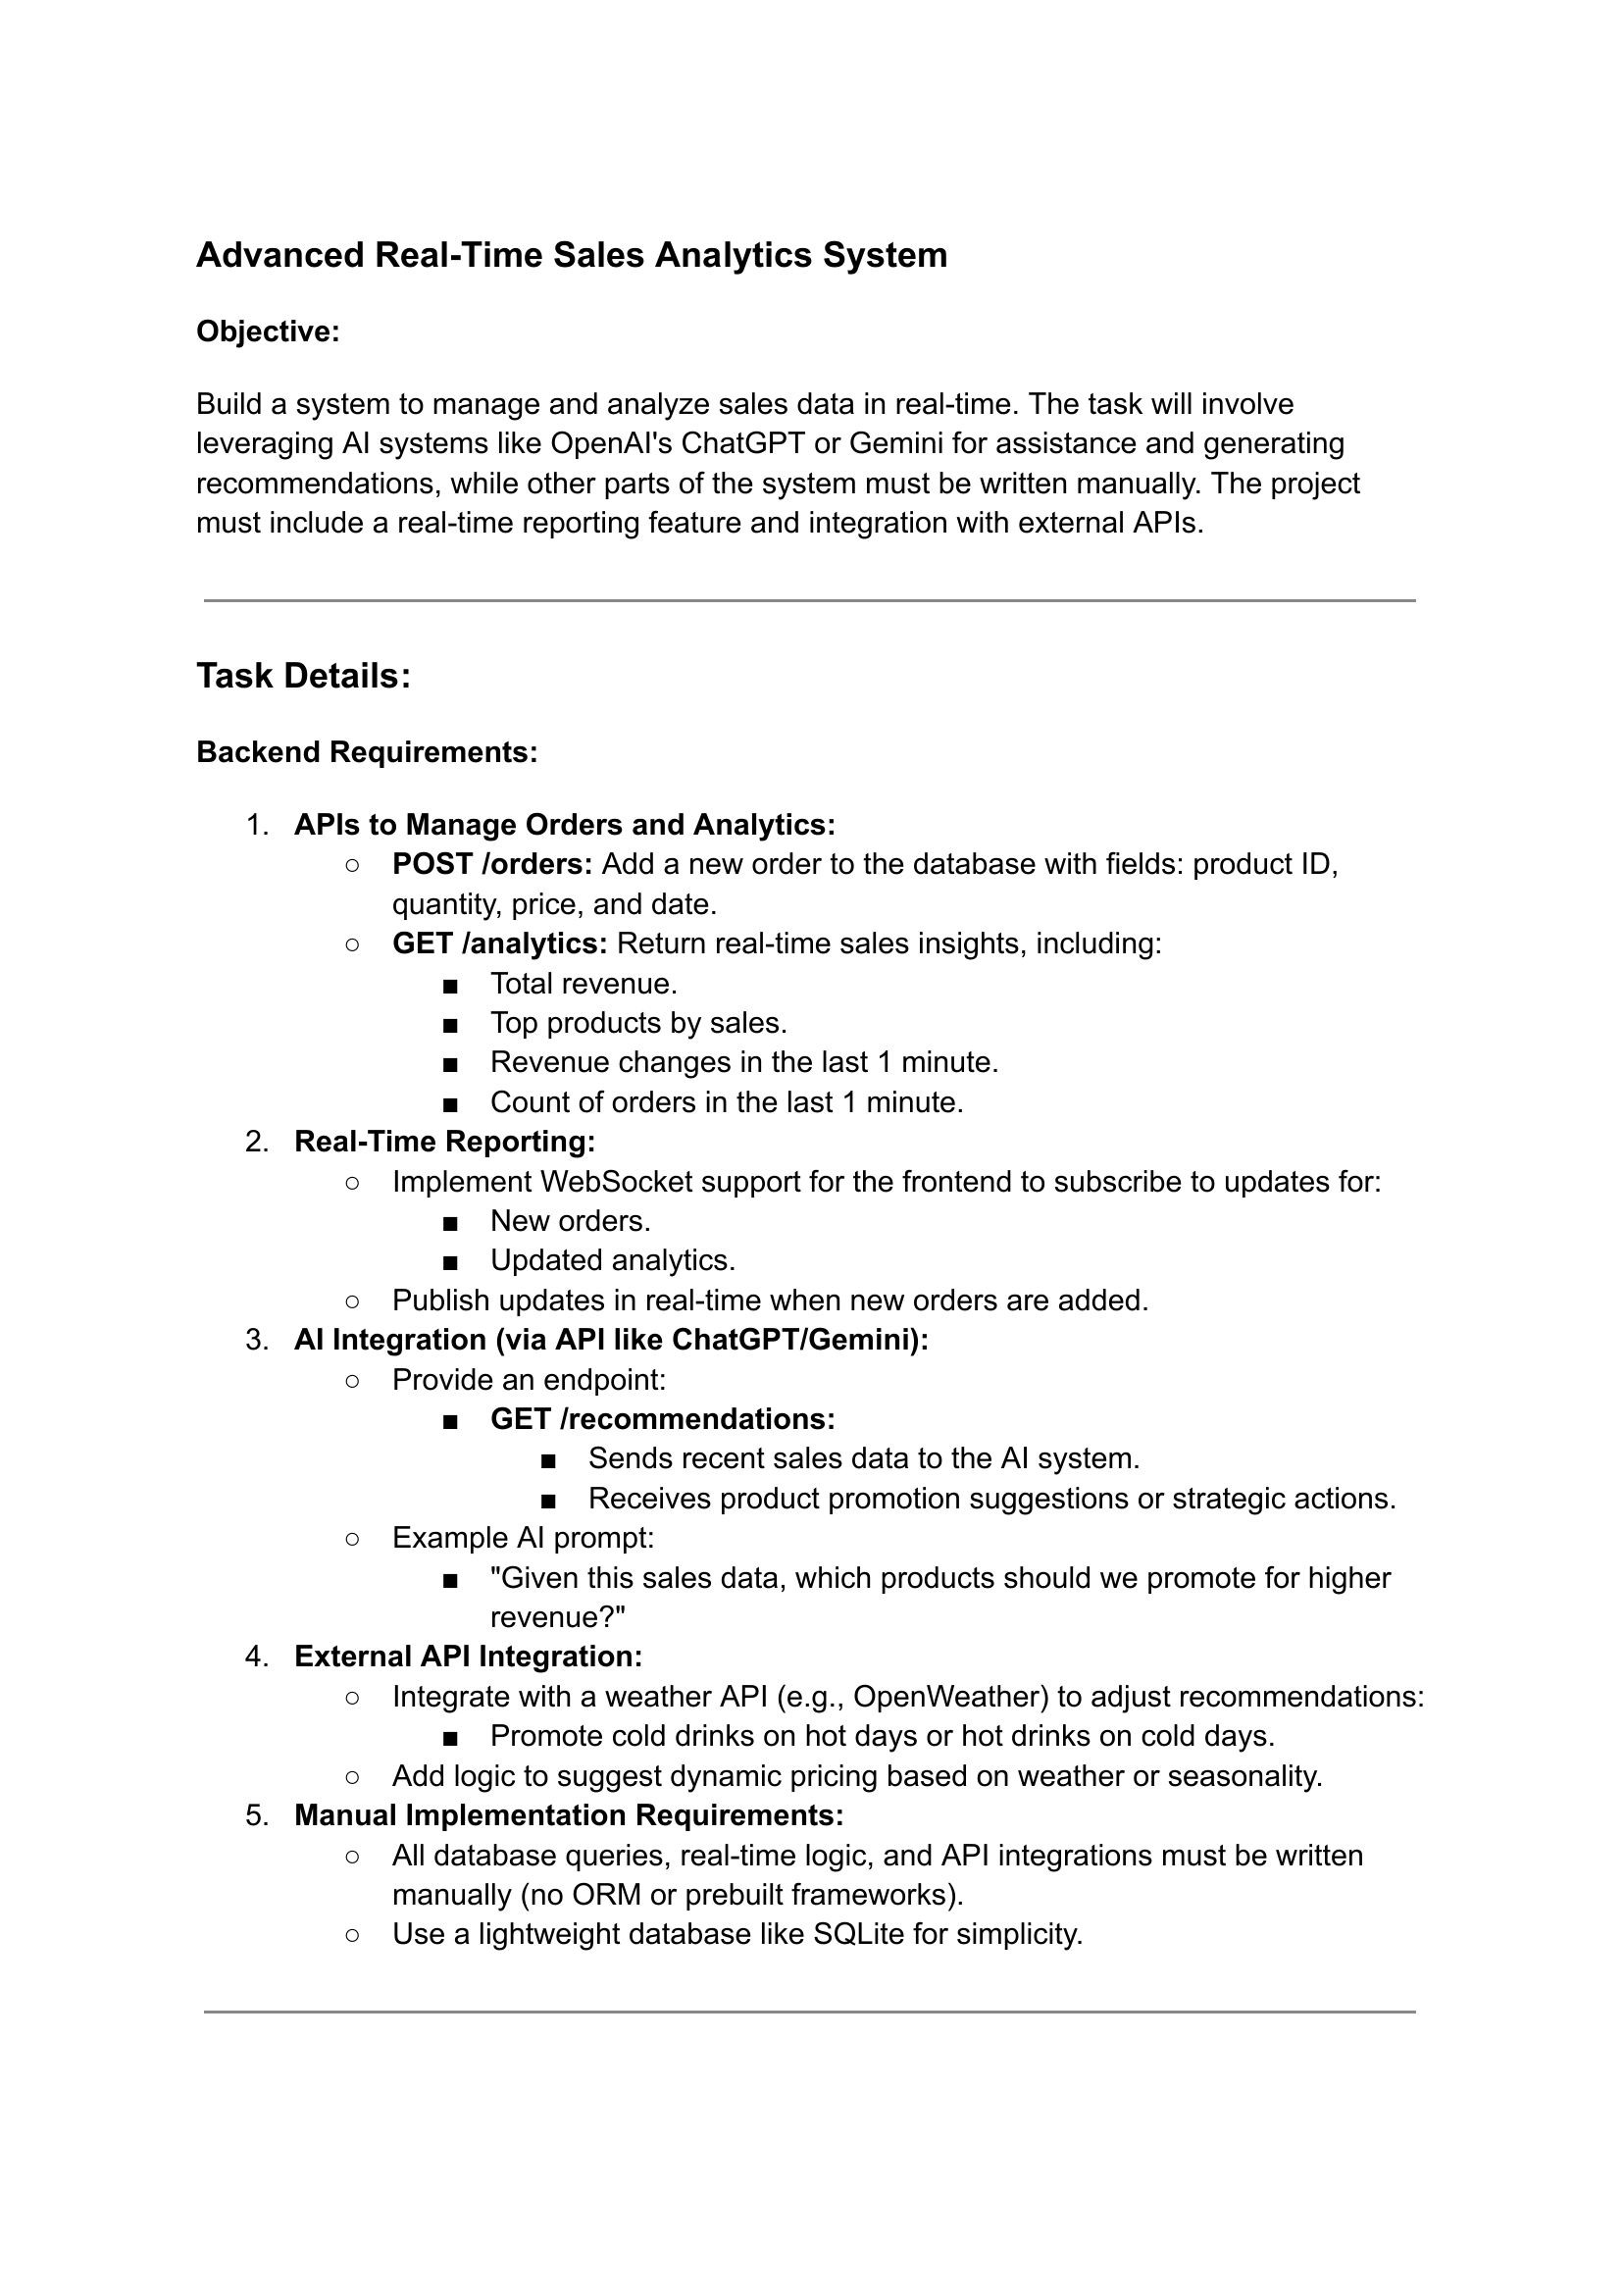 Advanced Real-Time Sales Analytics System
Objective:
Build a system to manage and analyze sales data in real-time. The task will involve
leveraging AI systems like OpenAI's ChatGPT or Gemini for assistance and generating
recommendations, while other parts of the system must be written manually. The project
must include a real-time reporting feature and integration with external APIs.
Task Details:
Backend Requirements:
1. APIs to Manage Orders and Analytics:
○ POST /orders: Add a new order to the database with fields: product ID,
quantity, price, and date.
○ GET /analytics: Return real-time sales insights, including:
■ Total revenue.
■ Top products by sales.
■ Revenue changes in the last 1 minute.
■ Count of orders in the last 1 minute.
2. Real-Time Reporting:
○ Implement WebSocket support for the frontend to subscribe to updates for:
■ New orders.
■ Updated analytics.
○ Publish updates in real-time when new orders are added.
3. AI Integration (via API like ChatGPT/Gemini):
○ Provide an endpoint:
■ GET /recommendations:
■ Sends recent sales data to the AI system.
■ Receives product promotion suggestions or strategic actions.
○ Example AI prompt:
■ "Given this sales data, which products should we promote for higher
revenue?"
4. External API Integration:
○ Integrate with a weather API (e.g., OpenWeather) to adjust recommendations:
■ Promote cold drinks on hot days or hot drinks on cold days.
○ Add logic to suggest dynamic pricing based on weather or seasonality.
5. Manual Implementation Requirements:
○ All database queries, real-time logic, and API integrations must be written
manually (no ORM or prebuilt frameworks).
○ Use a lightweight database like SQLite for simplicity.